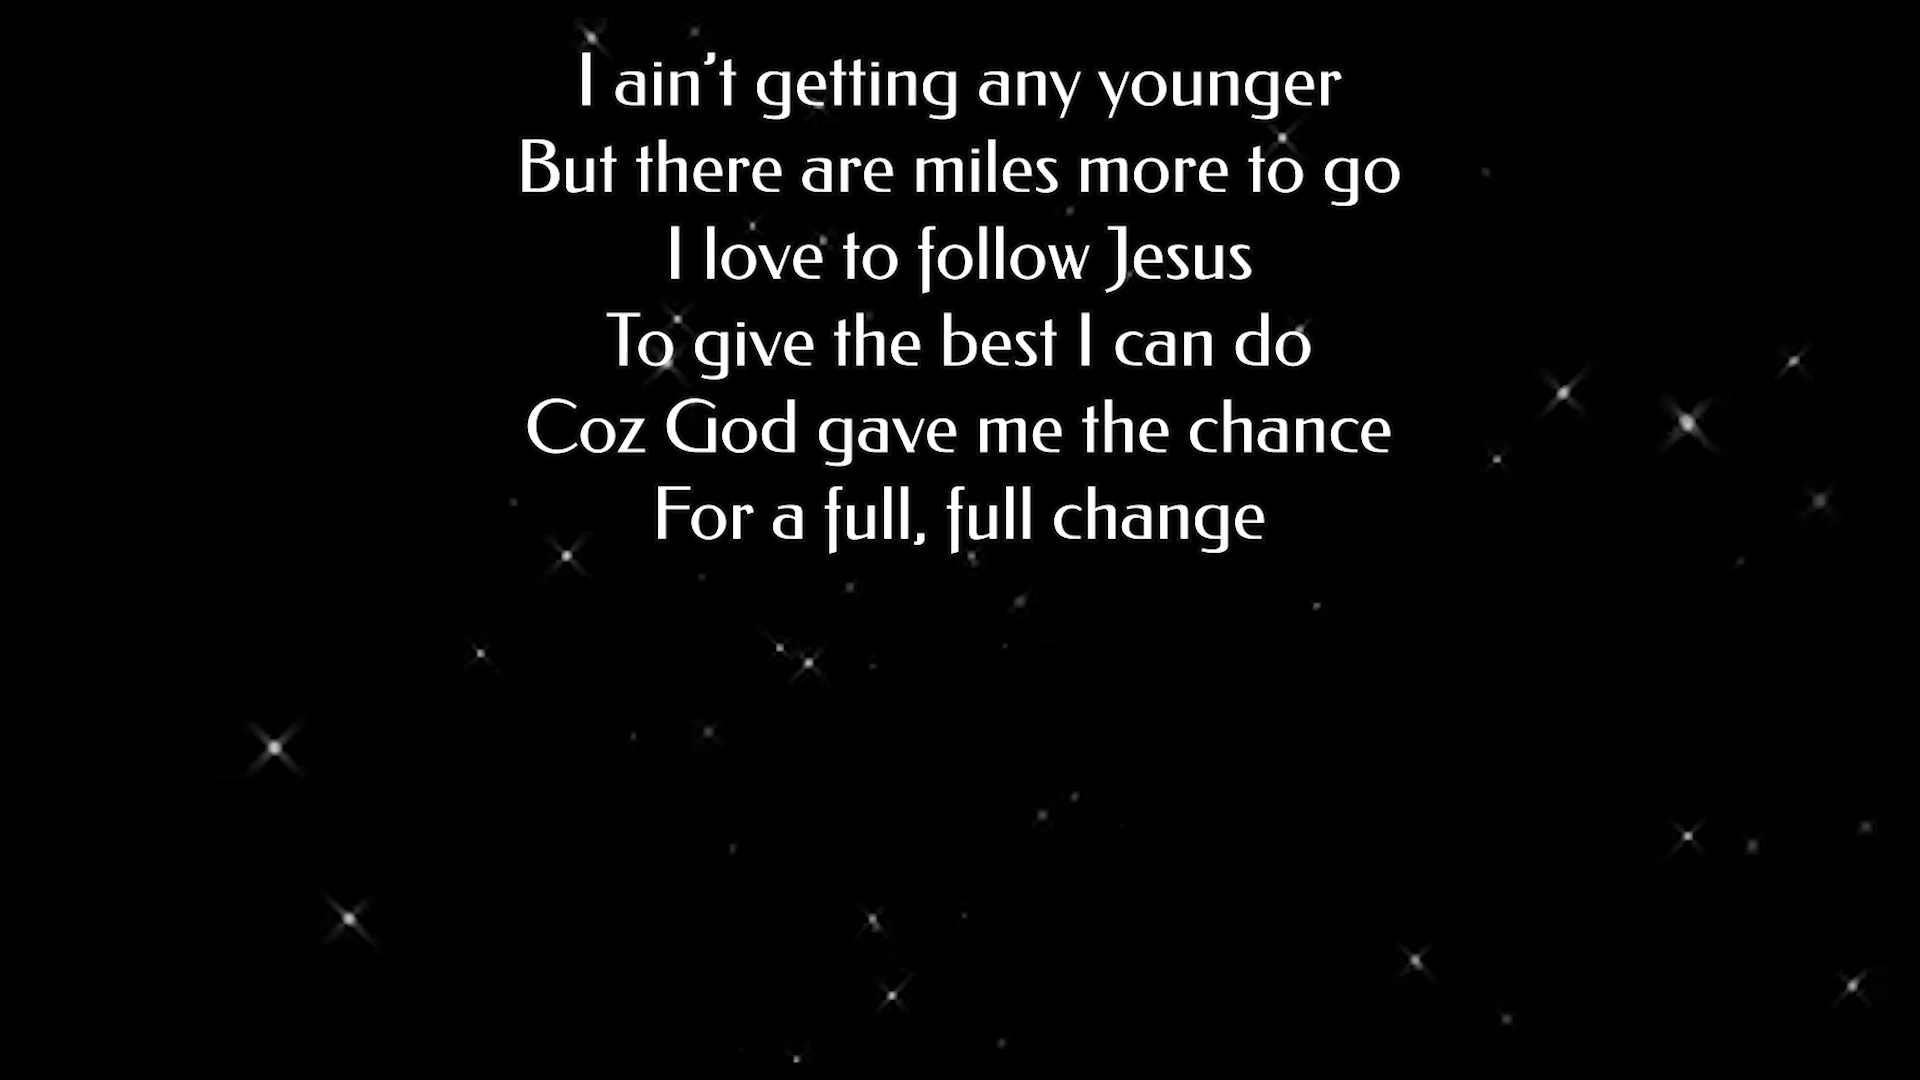 I ain't getting any younger
But there are miles more to go
I love to follow Jesus
To give the best I can do
Coz God gave me the chance
For a full, full change